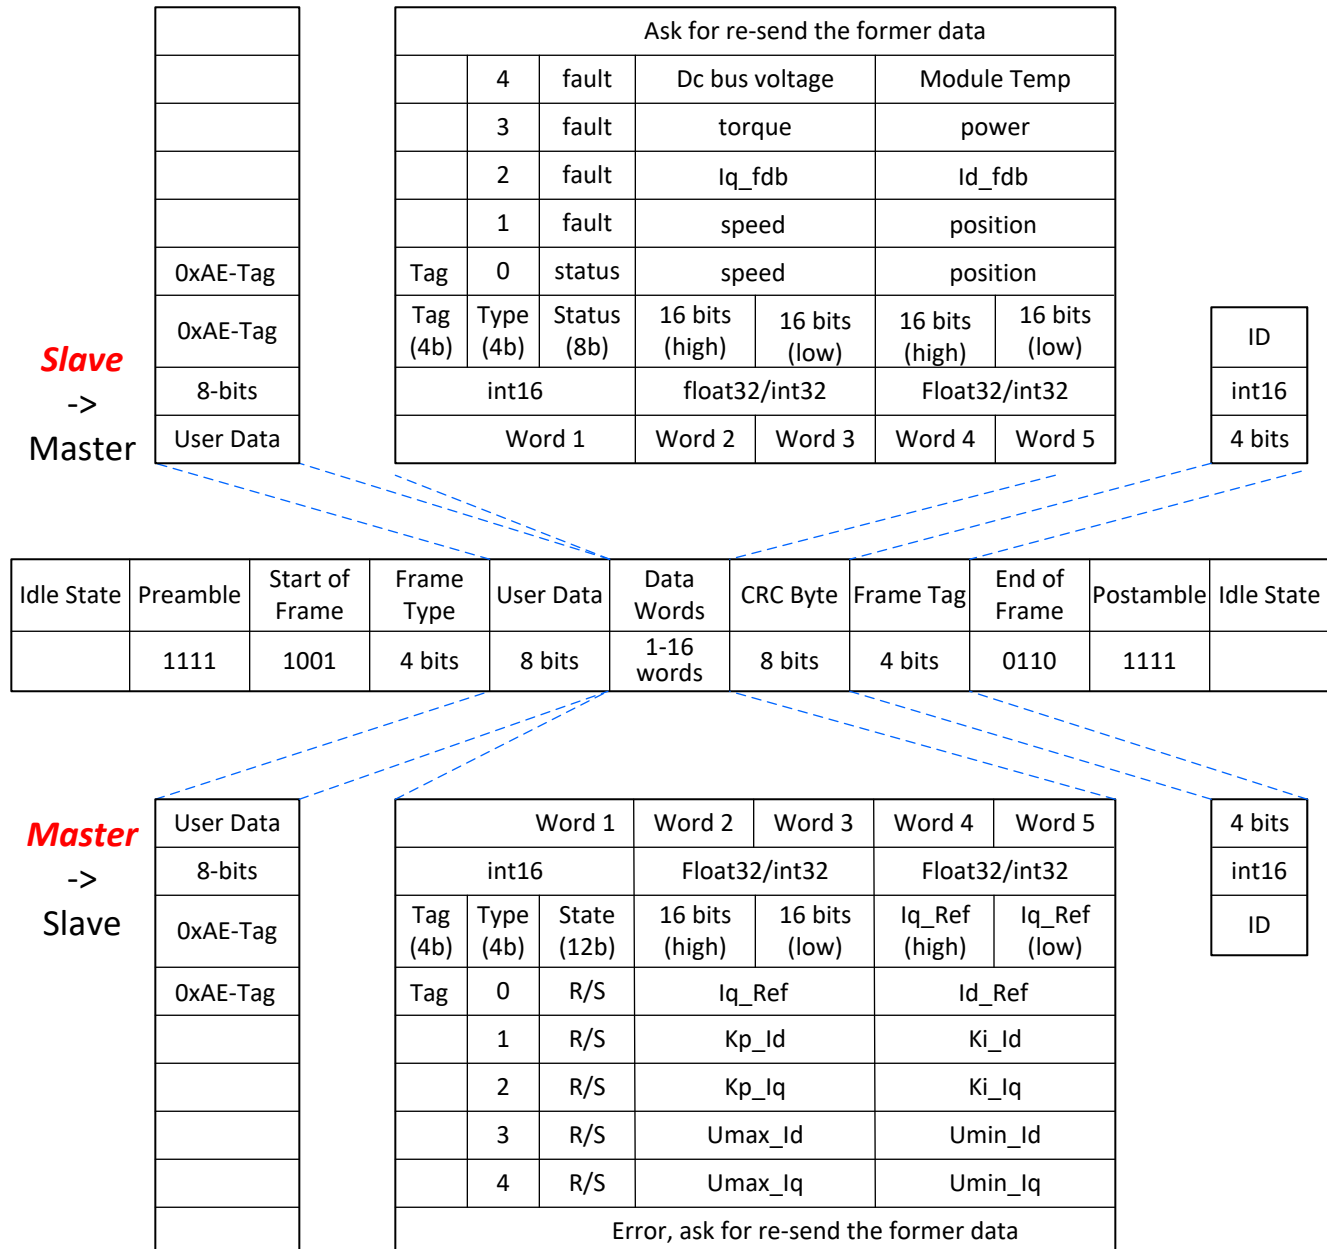 Ask for re-send the former data
4 fault Dc bus voltage Module Temp
3 fault torque power
2 fault Iq_fdb Id_fdb
1 fault speed position
0xAE-Tag Tag 0 status speed position
0xAE-Tag Tag (4b) Type (4b) Status (8b) 16 bits (high) 16 bits (low) 16 bits (high) 16 bits (low) ID
Slave
->
Master
8-bits int16 float32/int32 Float32/int32 int16
User Data Word 1 Word 2 Word 3 Word 4 Word 5 4 bits
Idle State Preamble Start of Frame Frame Type User Data Data Words CRC Byte Frame Tag End of Frame Postamble Idle State
1111 1001 4 bits 8 bits 1-16 words 8 bits 4 bits 0110 1111
Master
->
Slave
User Data Word 1 Word 2 Word 3 Word 4 Word 5 4 bits
8-bits int16 Float32/int32 Float32/int32 int16
0xAE-Tag Tag (4b) Type (4b) State (12b) 16 bits (high) 16 bits (low) Iq_Ref (high) Iq_Ref (low) ID
0xAE-Tag Tag 0 R/S Iq_Ref Id_Ref
1 R/S Kp_Id Ki_Id
2 R/S Kp_Iq Ki_Iq
3 R/S Umax_Id Umin_Id
4 R/S Umax_Iq Umin_Iq
Error, ask for re-send the former data